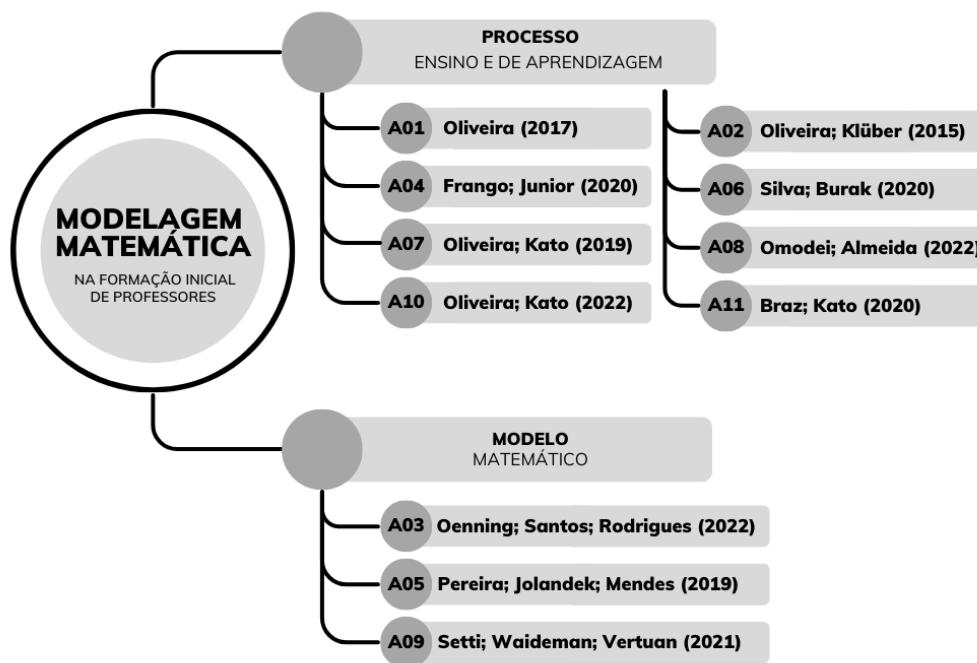 MODELAGEM
MATEMÁTICA
NA FORMAÇÃO INICIAL
DE PROFESSORES
PROCESSO
ENSINO E DE APRENDIZAGEM
A01 Oliveira (2017)
A04 Frango; Junior (2020)
A07 Oliveira; Kato (2019)
A10 Oliveira; Kato (2022)
A02 Oliveira; Klüber (2015)
A06 Silva; Burak (2020)
A08 Omodei; Almeida (2022)
A11 Braz; Kato (2020)
MODELO
MATEMÁTICO
A03 Oenning; Santos; Rodrigues (2022)
A05 Pereira; Jolandek; Mendes (2019)
A09 Setti; Waideman; Vertuan (2021)